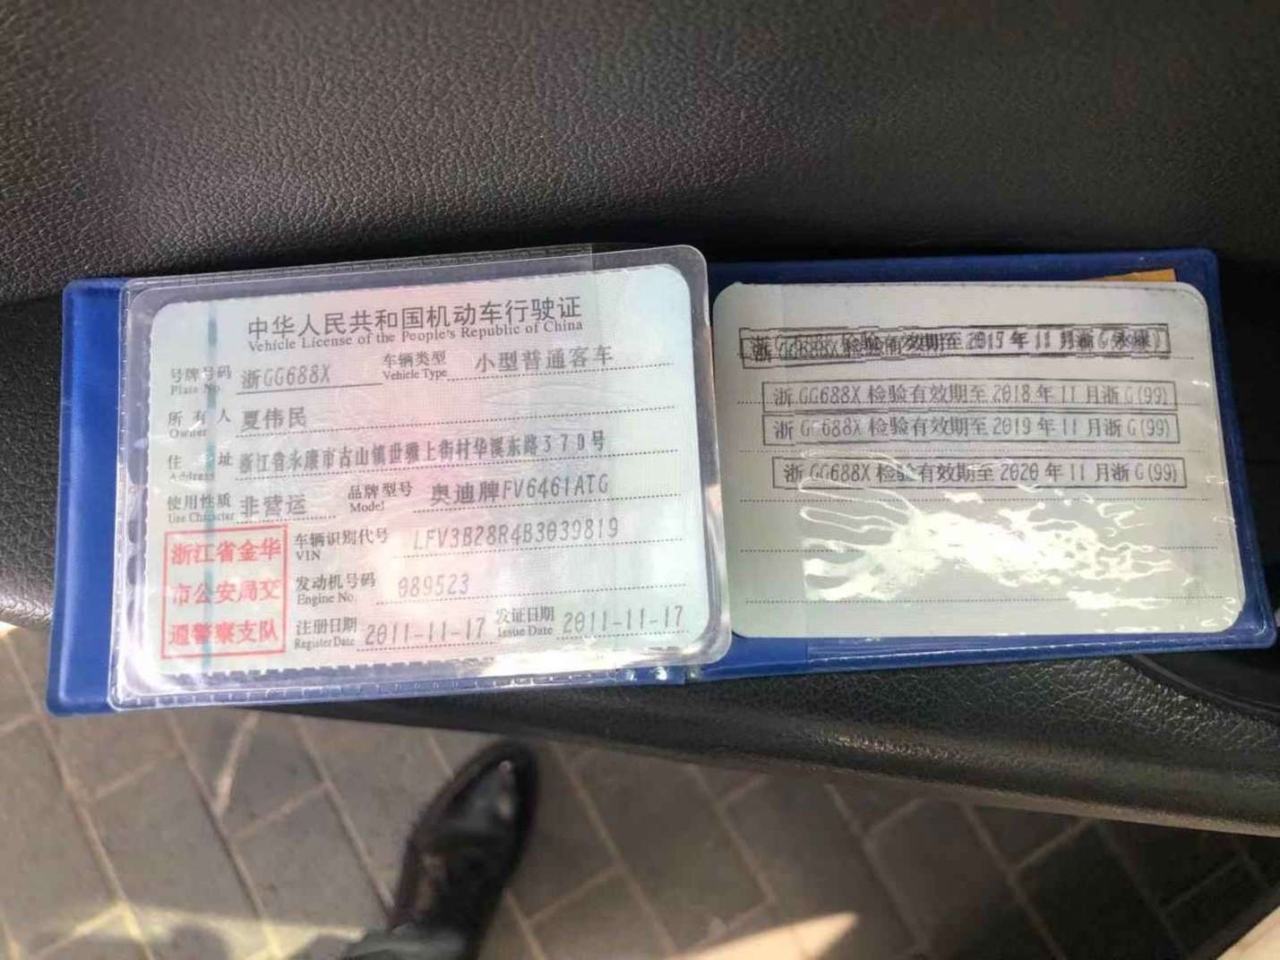 中华人民共和国机动车行驶证
Vehicle License of the People's Republic of China
号牌号码 浙GG688X 车辆类型 小型普通客车
Plate No. Vehicle Type
所有人 夏伟民
Owner
住址 浙江省永康市古山镇世雅上街村华溪东路370号
Address
使用性质 非营运 品牌型号 奥迪牌FV6461ATG
Use Character Model
浙江省金华
市公安局交
通警察支队
车辆识别代号 LFV3B28R4B3039819
VIN
发动机号码 089523
Engine No.
注册日期 2011-11-17 发证日期 2011-11-17
Register Date Issue Date
浙 检验有效期至 年 11 月浙G
浙GG688X检验有效期至2018年11月浙G(99)
浙GG688X检验有效期至2019年11月浙G(99)
浙GG688X检验有效期至2020年11月浙G(99)